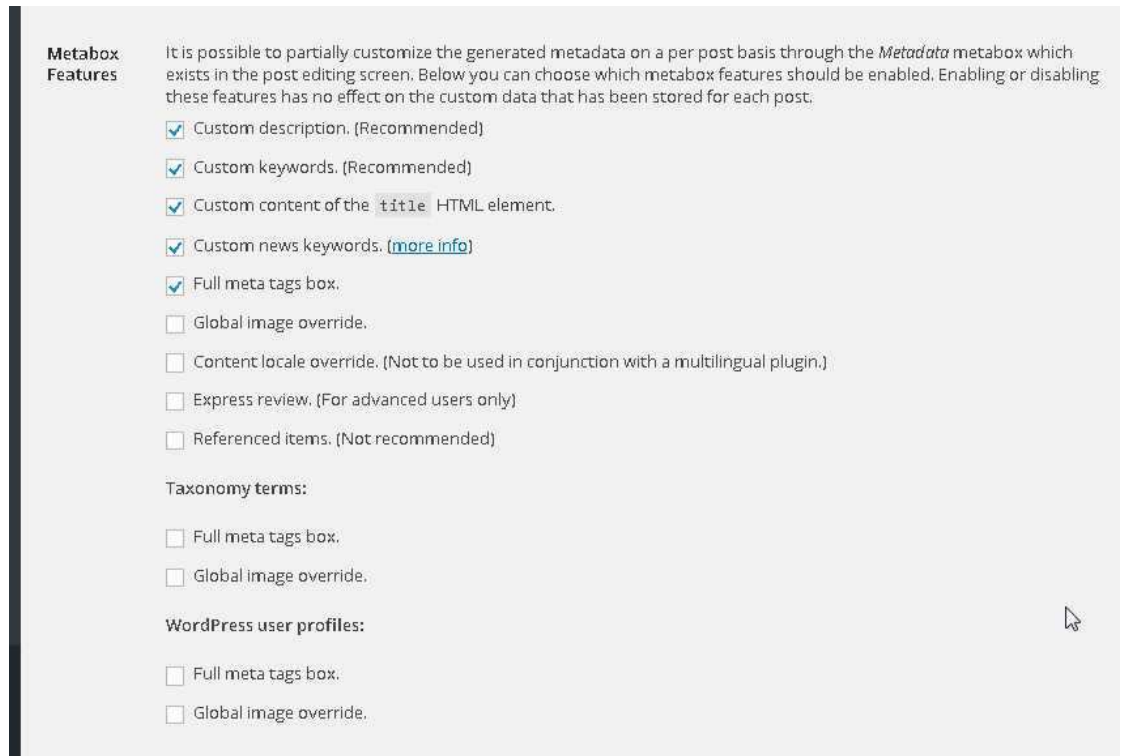 Metabox
Features
It is possible to partially customize the generated metadata on a per post basis through the Metadata metabox which
exists in the post editing screen. Below you can choose which metabox features should be enabled. Enabling or disabling
these features has no effect on the custom data that has been stored for each post.
Custom description. (Recommended)
Custom keywords. (Recommended)
Custom content of the title HTML element.
Custom news keywords. (more info)
Full meta tags box.
Global image override.
Content locale override. (Not to be used in conjunction with a multilingual plugin.)
Express review. (For advanced users only)
Referenced items. (Not recommended)
Taxonomy terms:
Full meta tags box.
Global image override.
WordPress user profiles:
Full meta tags box.
Global image override.